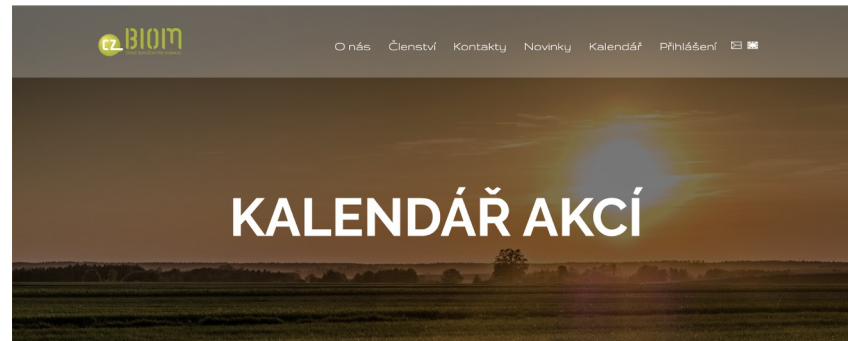 CZ BIOM
O nás Členství Kontakty Novinky Kalendář Přihlášení
KALENDÁŘ AKCÍ